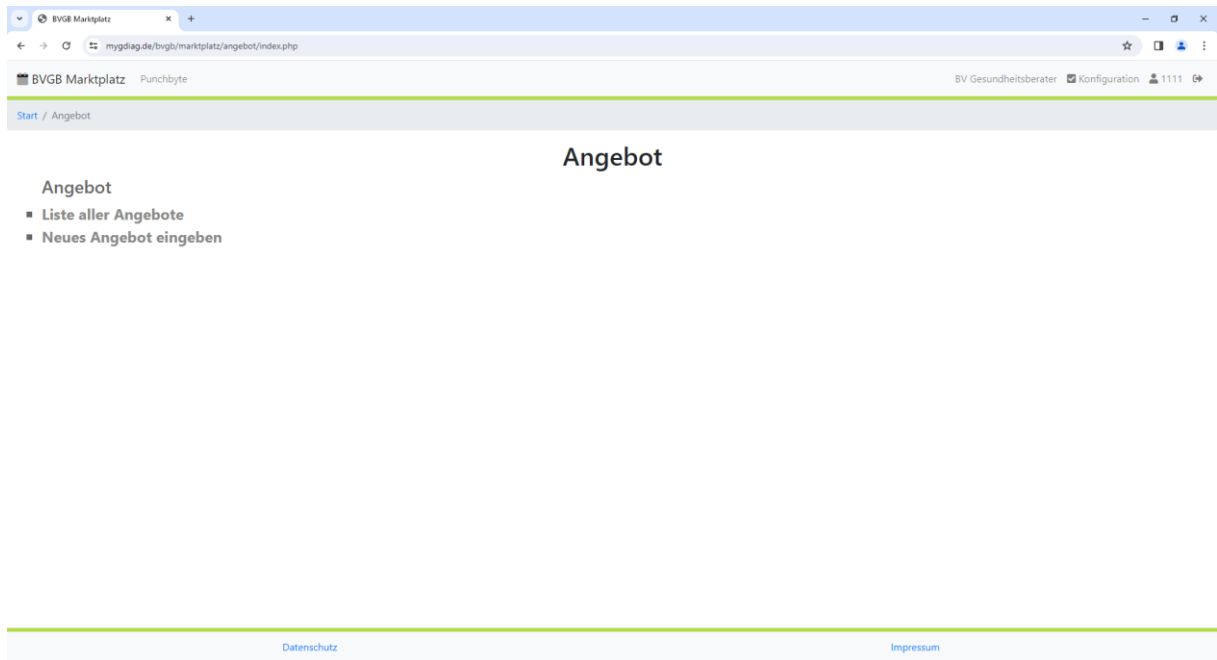 BVGB Marktplatz
mygdiag.de/bvgb/marktplatz/angebot/index.php
BVGB Marktplatz Punchbyte BV Gesundheitsberater Konfiguration 1111
Start / Angebot
Angebot
Angebot
Liste aller Angebote
Neues Angebot eingeben
Datenschutz Impressum